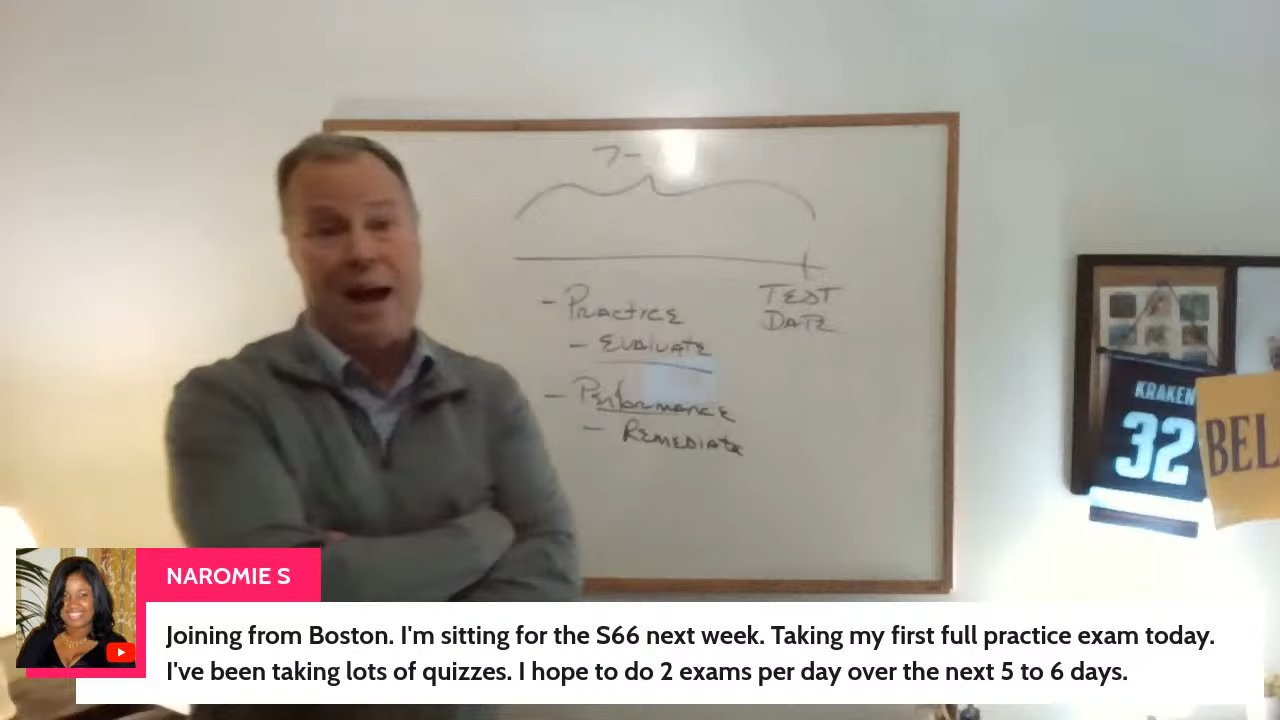 7-
- PRACTICE
- EVALUATE
- PERFORMANCE
- REMEDIATE
TEST
DATE
KRAKEN
32
BEL
NAROMIE S
Joining from Boston. I'm sitting for the S66 next week. Taking my first full practice exam today.
I've been taking lots of quizzes. I hope to do 2 exams per day over the next 5 to 6 days.